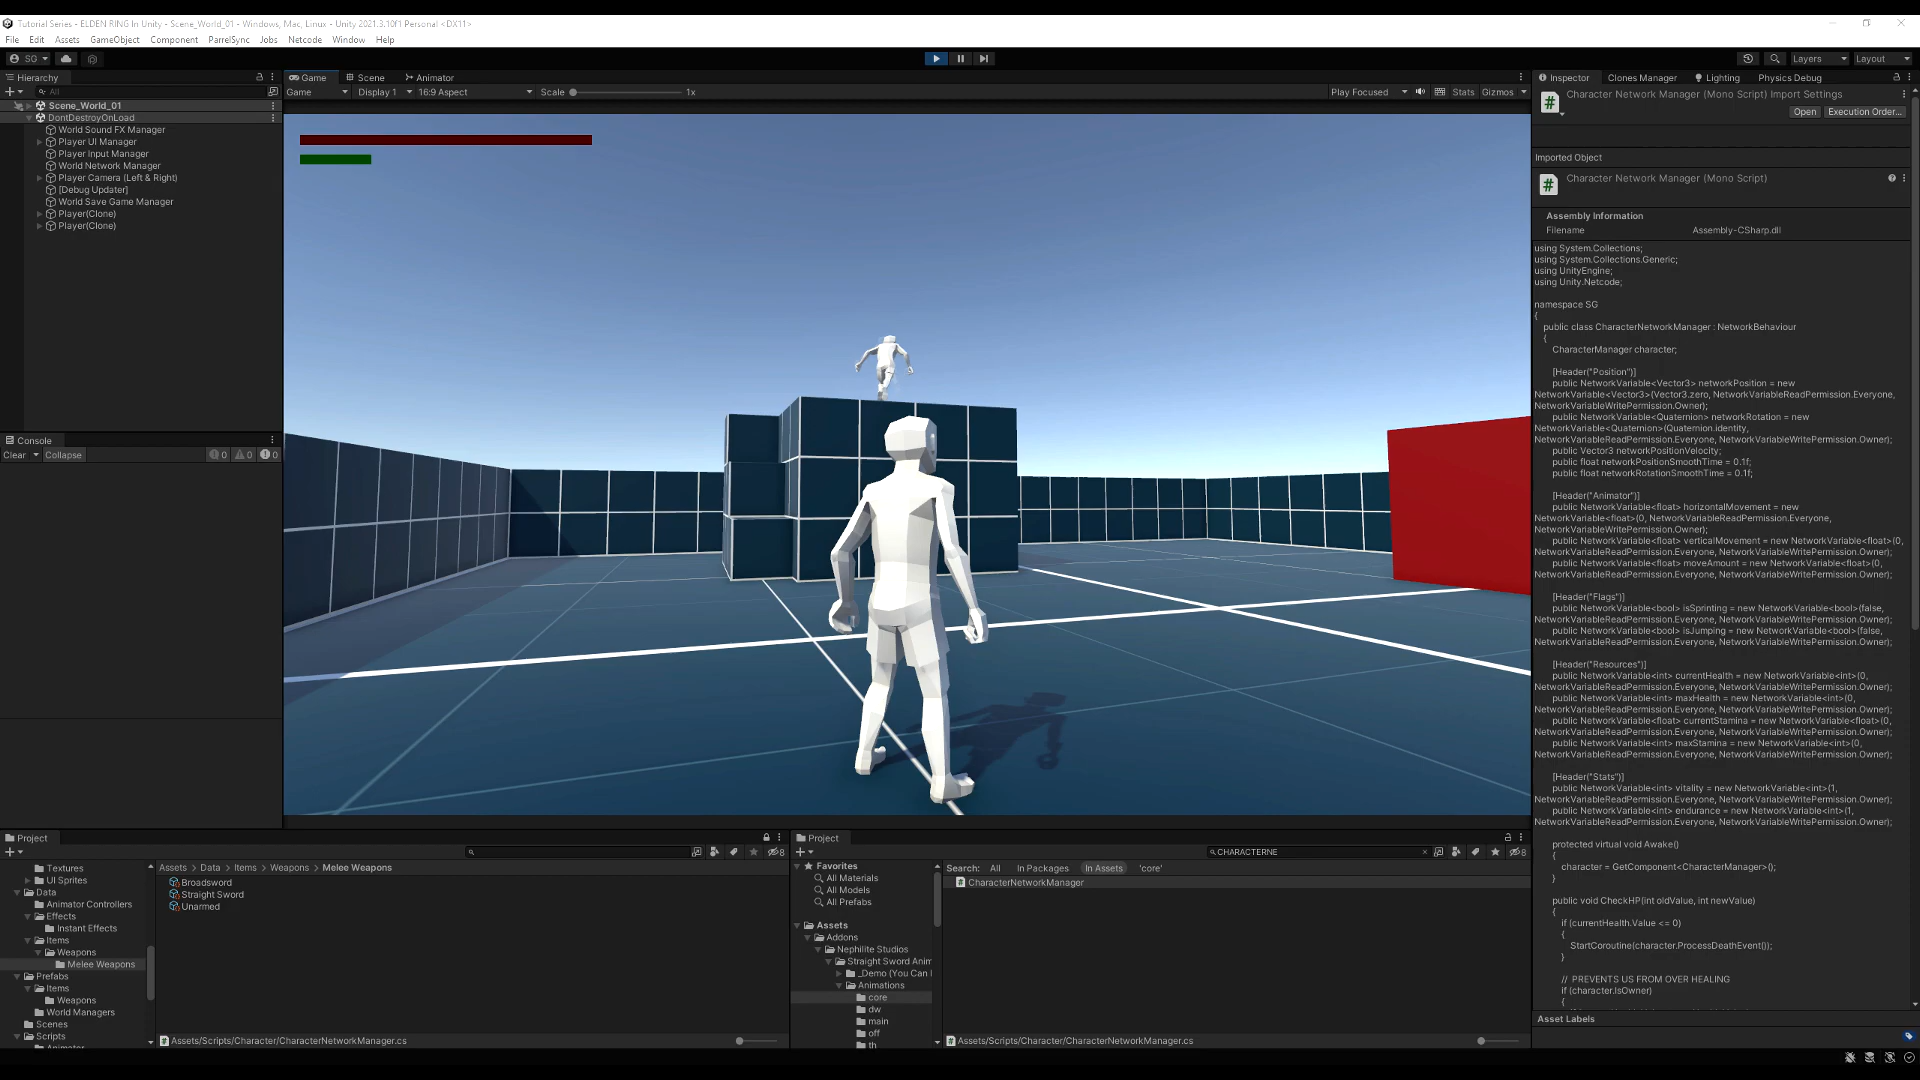 Tutorial Series - ELDEN RING In Unity - Scene_World_01 - Windows, Mac, Linux - Unity 2021.3.10f1 Personal <DX11>
File Edit Assets GameObject Component ParrelSync Jobs Netcode Window Help
SG Layers Layout
Hierarchy
All
Scene_World_01
DontDestroyOnLoad
World Sound FX Manager
Player UI Manager
Player Input Manager
World Network Manager
Player Camera (Left & Right)
[Debug Updater]
World Save Game Manager
Player(Clone)
Player(Clone)
Console
Clear Collapse 0 0 0
Game Scene Animator
Game Display 1 16:9 Aspect Scale 1x Play Focused Stats Gizmos
Inspector Clones Manager Lighting Physics Debug
Character Network Manager (Mono Script) Import Settings
Open Execution Order...
Imported Object
Character Network Manager (Mono Script)
Assembly Information
Filename Assembly-CSharp.dll
using System.Collections;
using System.Collections.Generic;
using UnityEngine;
using Unity.Netcode;
namespace SG
{
public class CharacterNetworkManager : NetworkBehaviour
{
CharacterManager character;
[Header("Position")]
public NetworkVariable<Vector3> networkPosition = new
NetworkVariable<Vector3>(Vector3.zero, NetworkVariableReadPermission.Everyone,
NetworkVariableWritePermission.Owner);
public NetworkVariable<Quaternion> networkRotation = new
NetworkVariable<Quaternion>(Quaternion.identity,
NetworkVariableReadPermission.Everyone, NetworkVariableWritePermission.Owner);
public Vector3 networkPositionVelocity;
public float networkPositionSmoothTime = 0.1f;
public float networkRotationSmoothTime = 0.1f;
[Header("Animator")]
public NetworkVariable<float> horizontalMovement = new
NetworkVariable<float>(0, NetworkVariableReadPermission.Everyone,
NetworkVariableWritePermission.Owner);
public NetworkVariable<float> verticalMovement = new NetworkVariable<float>(0,
NetworkVariableReadPermission.Everyone, NetworkVariableWritePermission.Owner);
public NetworkVariable<float> moveAmount = new NetworkVariable<float>(0,
NetworkVariableReadPermission.Everyone, NetworkVariableWritePermission.Owner);
[Header("Flags")]
public NetworkVariable<bool> isSprinting = new NetworkVariable<bool>(false,
NetworkVariableReadPermission.Everyone, NetworkVariableWritePermission.Owner);
public NetworkVariable<bool> isJumping = new NetworkVariable<bool>(false,
NetworkVariableReadPermission.Everyone, NetworkVariableWritePermission.Owner);
[Header("Resources")]
public NetworkVariable<int> currentHealth = new NetworkVariable<int>(0,
NetworkVariableReadPermission.Everyone, NetworkVariableWritePermission.Owner);
public NetworkVariable<int> maxHealth = new NetworkVariable<int>(0,
NetworkVariableReadPermission.Everyone, NetworkVariableWritePermission.Owner);
public NetworkVariable<float> currentStamina = new NetworkVariable<float>(0,
NetworkVariableReadPermission.Everyone, NetworkVariableWritePermission.Owner);
public NetworkVariable<int> maxStamina = new NetworkVariable<int>(0,
NetworkVariableReadPermission.Everyone, NetworkVariableWritePermission.Owner);
[Header("Stats")]
public NetworkVariable<int> vitality = new NetworkVariable<int>(1,
NetworkVariableReadPermission.Everyone, NetworkVariableWritePermission.Owner);
public NetworkVariable<int> endurance = new NetworkVariable<int>(1,
NetworkVariableReadPermission.Everyone, NetworkVariableWritePermission.Owner);
protected virtual void Awake()
{
character = GetComponent<CharacterManager>();
}
public void CheckHP(int oldValue, int newValue)
{
if (currentHealth.Value <= 0)
{
StartCoroutine(character.ProcessDeathEvent());
}
// PREVENTS US FROM OVER HEALING
if (character.IsOwner)
{
Asset Labels
Project
8
Textures
UI Sprites
Data
Animator Controllers
Effects
Instant Effects
Items
Weapons
Melee Weapons
Prefabs
Items
Weapons
World Managers
Scenes
Scripts
Assets > Data > Items > Weapons > Melee Weapons
Broadsword
Straight Sword
Unarmed
Assets/Scripts/Character/CharacterNetworkManager.cs
Project
CHARACTERNE 8
Favorites
All Materials
All Models
All Prefabs
Assets
Addons
Nephilite Studios
Straight Sword Anim
_Demo (You Can
Animations
core
dw
main
off
th
Search: All In Packages In Assets 'core'
CharacterNetworkManager
Assets/Scripts/Character/CharacterNetworkManager.cs